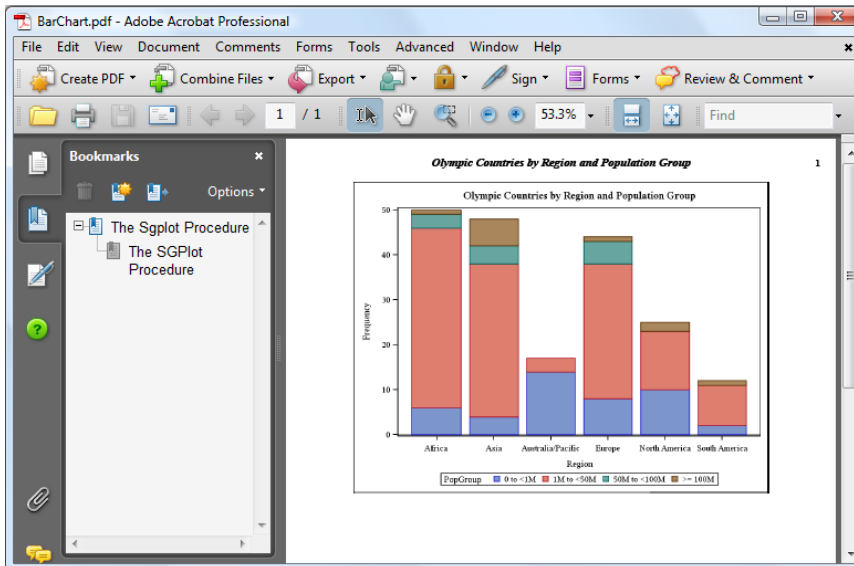 BarChart.pdf - Adobe Acrobat Professional
File Edit View Document Comments Forms Tools Advanced Window Help
Create PDF Combine Files Export Sign Forms Review & Comment
1 / 1 53.3% Find
Bookmarks
Options
The Sgplot Procedure
The SGPlot
Procedure
Olympic Countries by Region and Population Group 1
Olympic Countries by Region and Population Group
50
40
30
20
10
0
Frequency
Africa Asia Australia/Pacific Europe North America South America
Region
PopGroup 0 to <1M 1M to <50M 50M to <100M >= 100M